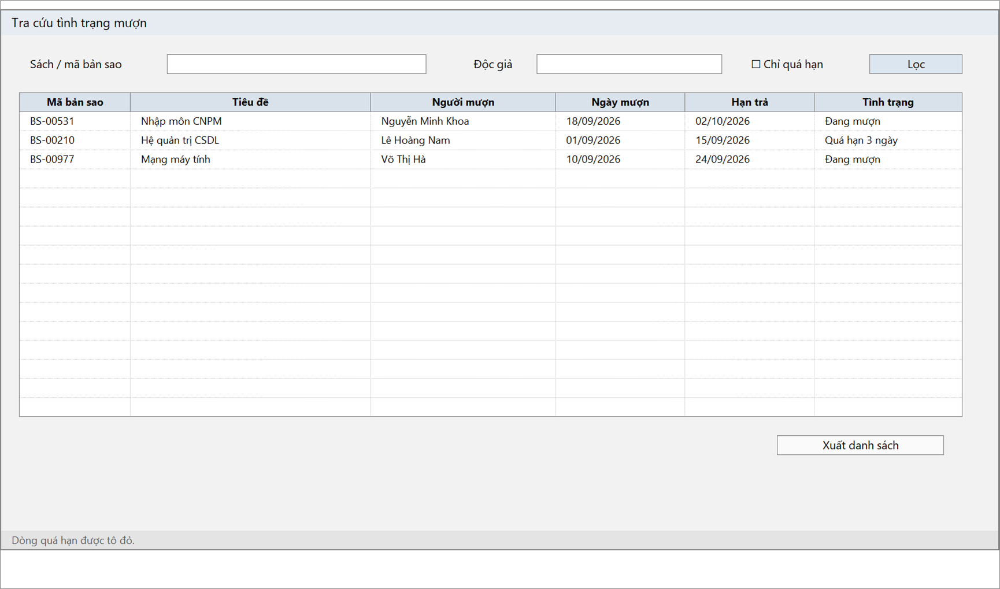 Tra cứu tình trạng mượn
Sách / mã bản sao Độc giả ☐ Chỉ quá hạn Lọc
Mã bản sao Tiêu đề Người mượn Ngày mượn Hạn trả Tình trạng
BS-00531 Nhập môn CNPM Nguyễn Minh Khoa 18/09/2026 02/10/2026 Đang mượn
BS-00210 Hệ quản trị CSDL Lê Hoàng Nam 01/09/2026 15/09/2026 Quá hạn 3 ngày
BS-00977 Mạng máy tính Võ Thị Hà 10/09/2026 24/09/2026 Đang mượn
Xuất danh sách
Dòng quá hạn được tô đỏ.